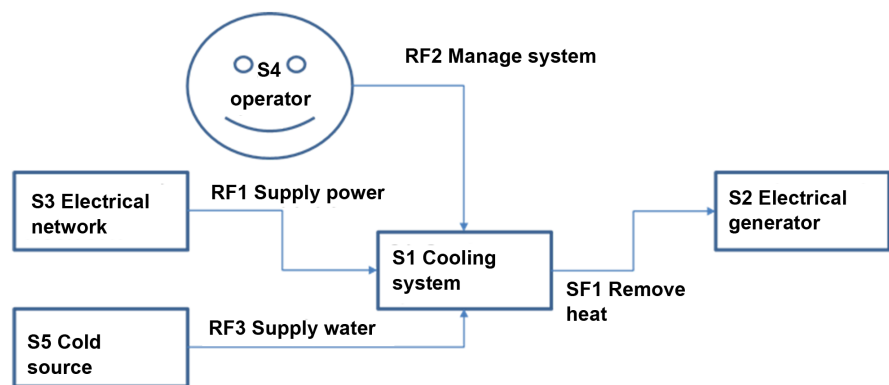 S4
operator
RF2 Manage system
S3 Electrical
network
RF1 Supply power
S2 Electrical
generator
S1 Cooling
system
SF1 Remove
heat
S5 Cold
source
RF3 Supply water